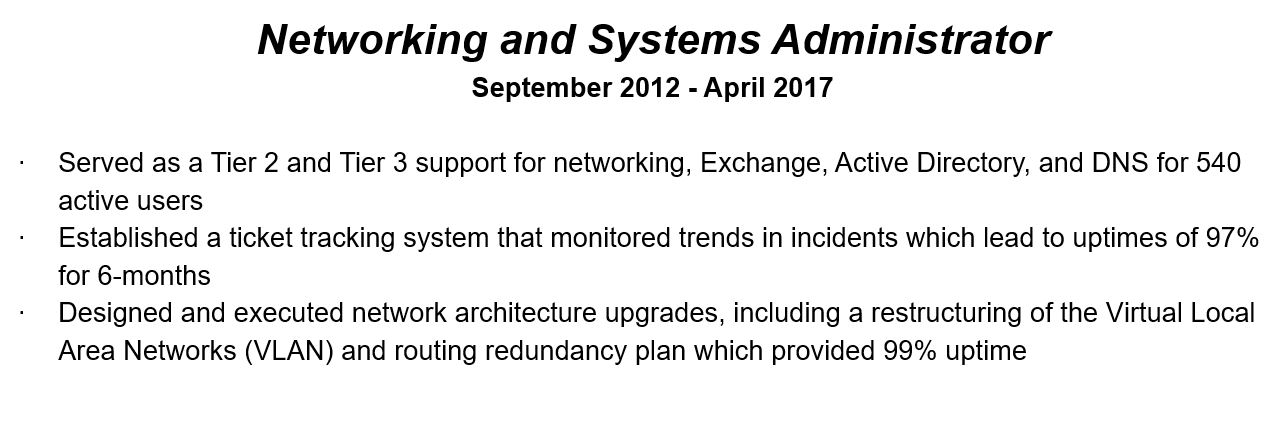 Networking and Systems Administrator
September 2012 - April 2017
· Served as a Tier 2 and Tier 3 support for networking, Exchange, Active Directory, and DNS for 540
active users
· Established a ticket tracking system that monitored trends in incidents which lead to uptimes of 97%
for 6-months
· Designed and executed network architecture upgrades, including a restructuring of the Virtual Local
Area Networks (VLAN) and routing redundancy plan which provided 99% uptime